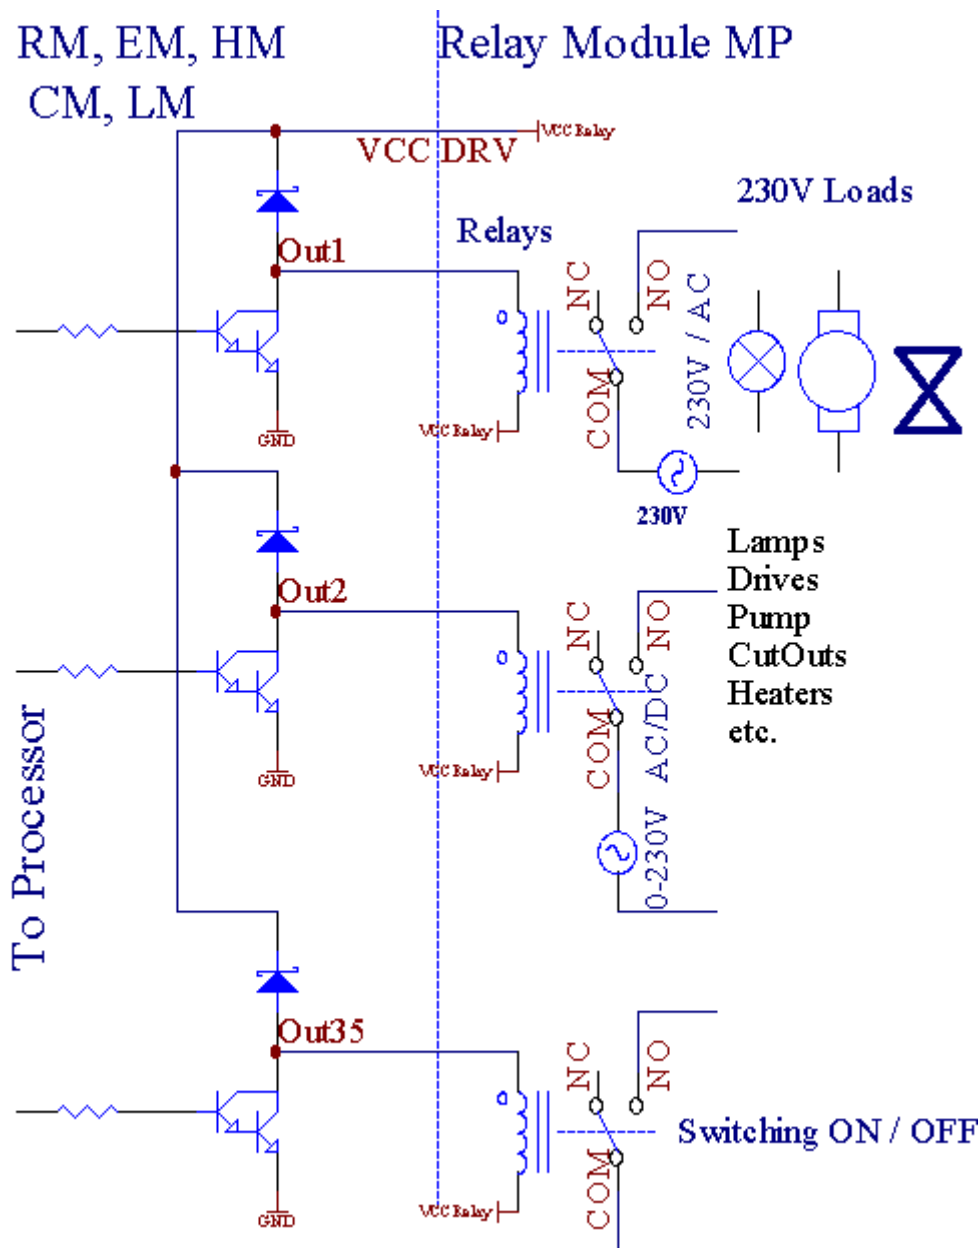 RM, EM, HM
CM, LM
Relay Module MP
VCC DRV
VCC Relay
230V Loads
Relays
Out1
NC
NO
COM
230V / AC
GND
VCC Relay
230V
Lamps
Drives
Pump
CutOuts
Heaters
etc.
Out2
NC
NO
COM
0-230V AC/DC
GND
VCC Relay
To Processor
Out35
NC
NO
COM
Switching ON / OFF
GND
VCC Relay